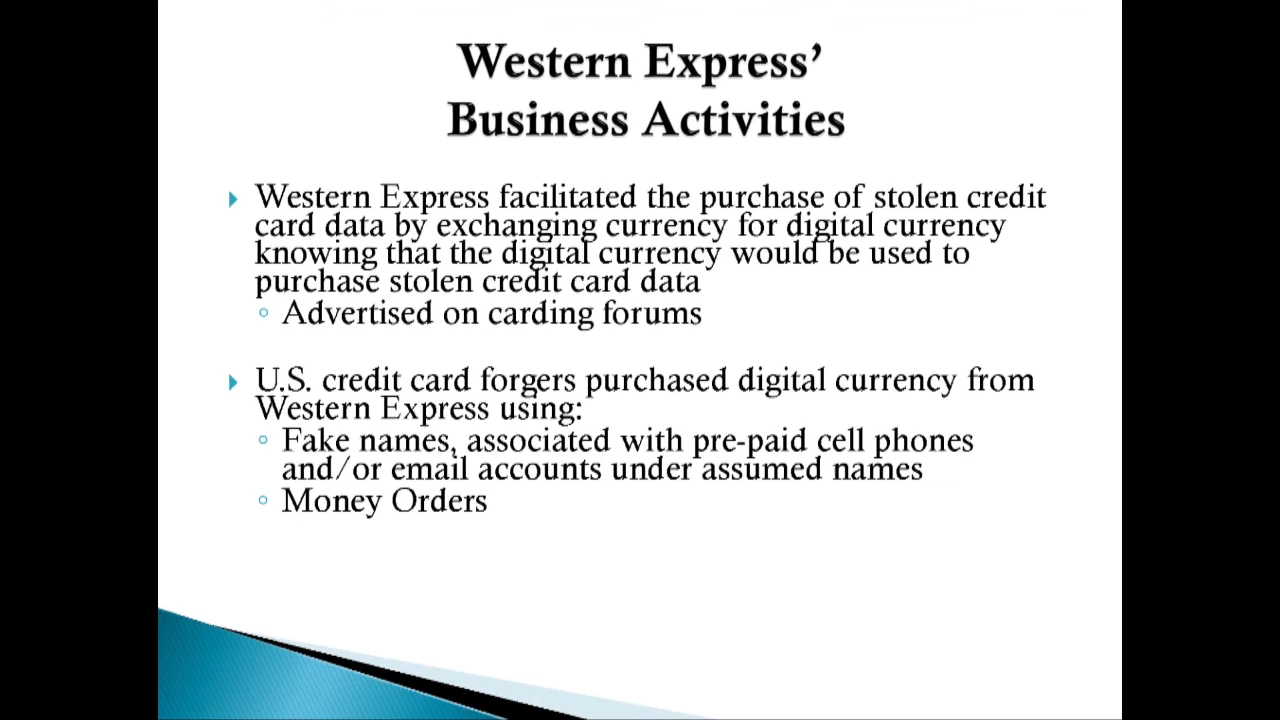 Western Express’
Business Activities
Western Express facilitated the purchase of stolen credit
card data by exchanging currency for digital currency
knowing that the digital currency would be used to
purchase stolen credit card data
Advertised on carding forums
U.S. credit card forgers purchased digital currency from
Western Express using:
Fake names, associated with pre-paid cell phones
and/or email accounts under assumed names
Money Orders